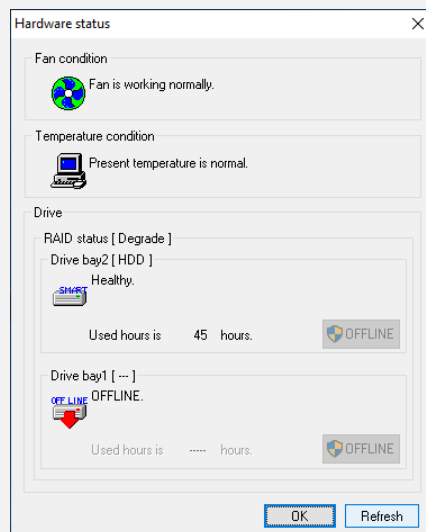 Hardware status
Fan condition
Fan is working normally.
Temperature condition
Present temperature is normal.
Drive
RAID status [ Degrade ]
Drive bay2 [ HDD ]
SMART
Healthy.
Used hours is 45 hours.
OFFLINE
Drive bay1 [ --- ]
OFF LINE
OFFLINE.
Used hours is ----- hours.
OFFLINE
OK
Refresh